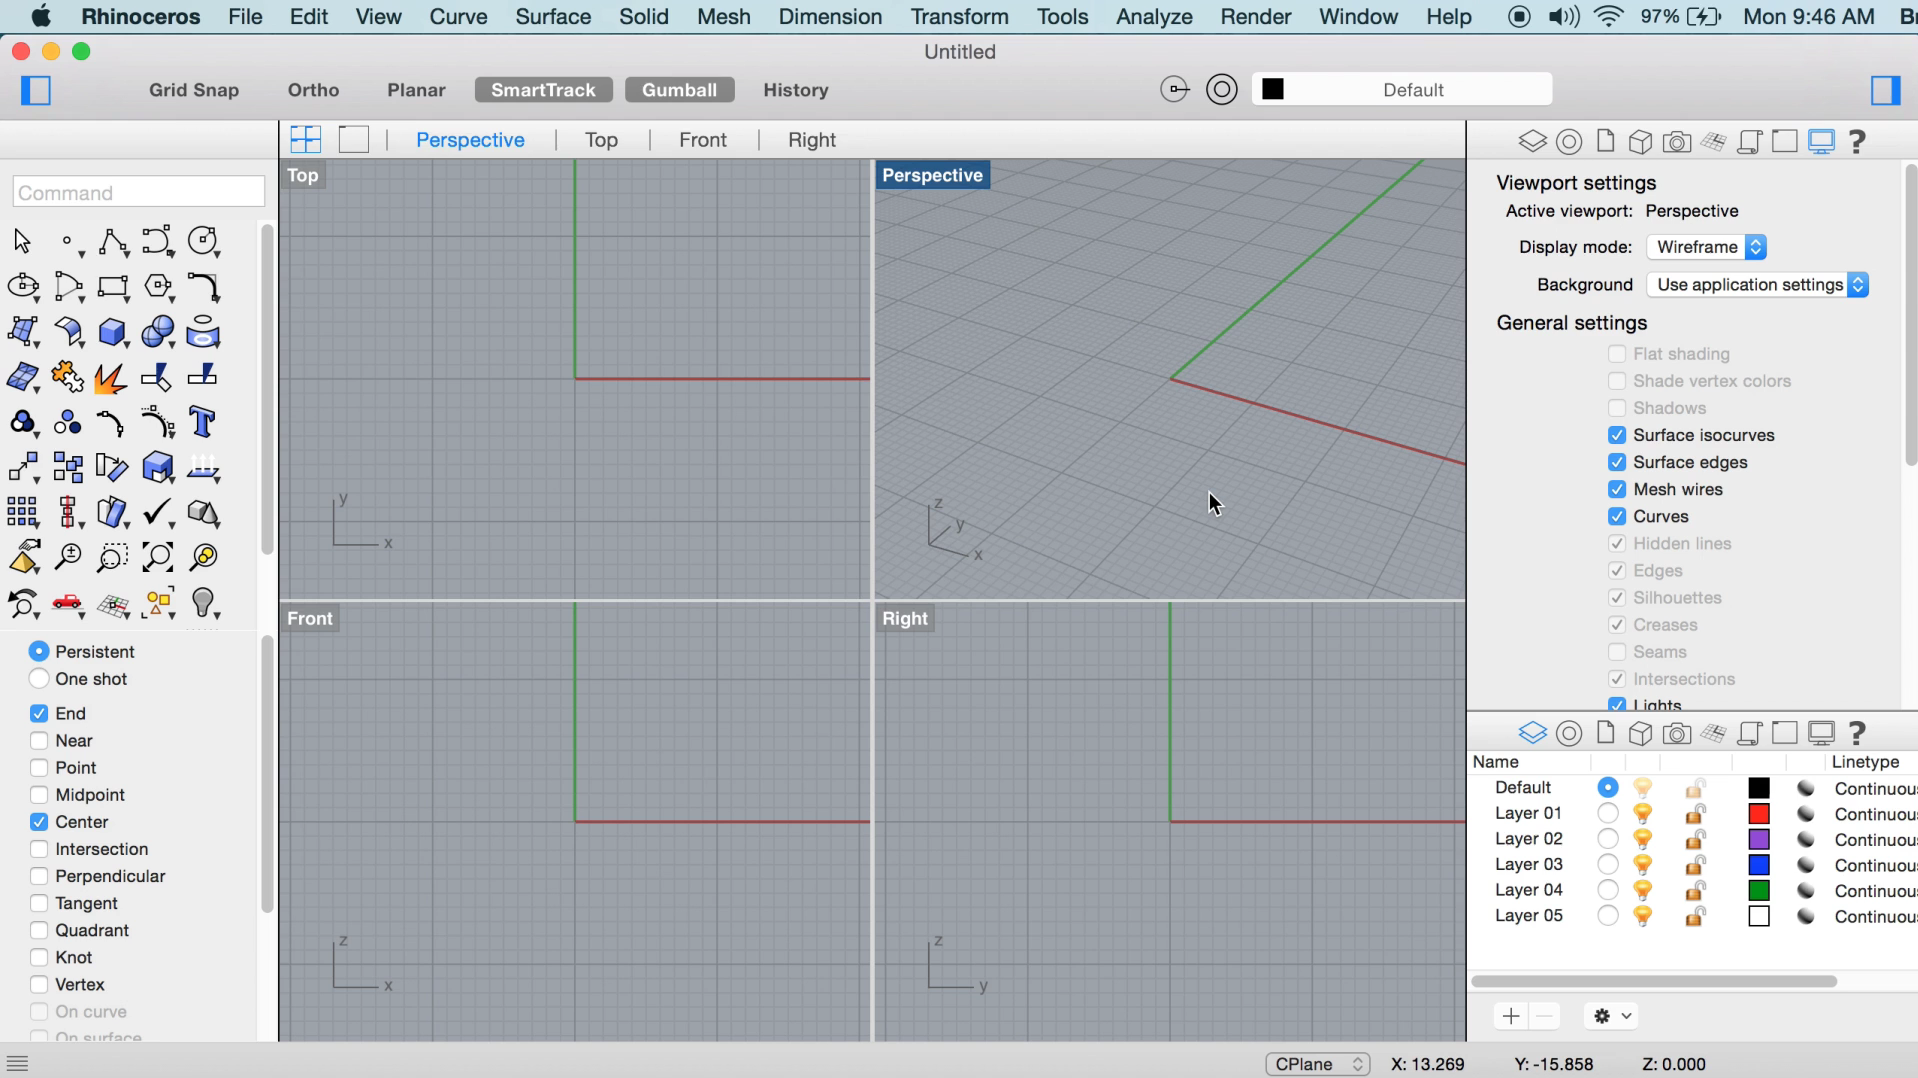 Rhinoceros File Edit View Curve Surface Solid Mesh Dimension Transform Tools Analyze Render Window Help 97% Mon 9:46 AM
Untitled
Grid Snap Ortho Planar SmartTrack Gumball History Default
Perspective Top Front Right
Command
Persistent
One shot
End
Near
Point
Midpoint
Center
Intersection
Perpendicular
Tangent
Quadrant
Knot
Vertex
On curve
On surface
Top
y
x
Perspective
z
y
x
Front
z
x
Right
z
y
Viewport settings
Active viewport: Perspective
Display mode: Wireframe
Background Use application settings
General settings
Flat shading
Shade vertex colors
Shadows
Surface isocurves
Surface edges
Mesh wires
Curves
Hidden lines
Edges
Silhouettes
Creases
Seams
Intersections
Lights
Name Linetype
Default Continuou
Layer 01 Continuou
Layer 02 Continuou
Layer 03 Continuou
Layer 04 Continuou
Layer 05 Continuou
CPlane X: 13.269 Y: -15.858 Z: 0.000